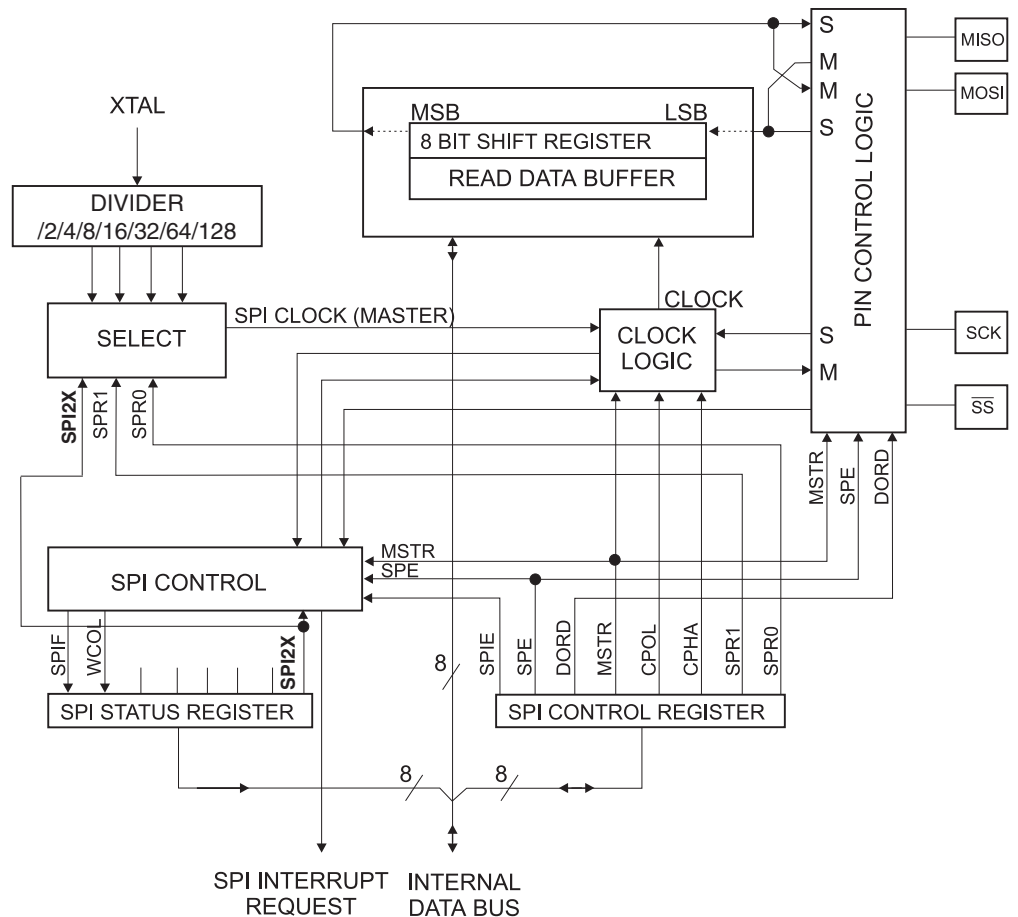 S
MISO
M
M
MOSI
XTAL
MSB
LSB
S
8 BIT SHIFT REGISTER
READ DATA BUFFER
PIN CONTROL LOGIC
DIVIDER
/2/4/8/16/32/64/128
SPI CLOCK (MASTER)
CLOCK
SELECT
CLOCK
LOGIC
S
SCK
M
SS
SPI2X
SPR1
SPR0
MSTR
SPE
DORD
MSTR
SPE
SPI CONTROL
SPIF
WCOL
SPI2X
8
SPIE
SPE
DORD
MSTR
CPOL
CPHA
SPR1
SPR0
SPI STATUS REGISTER
SPI CONTROL REGISTER
8
8
SPI INTERRUPT
REQUEST
INTERNAL
DATA BUS